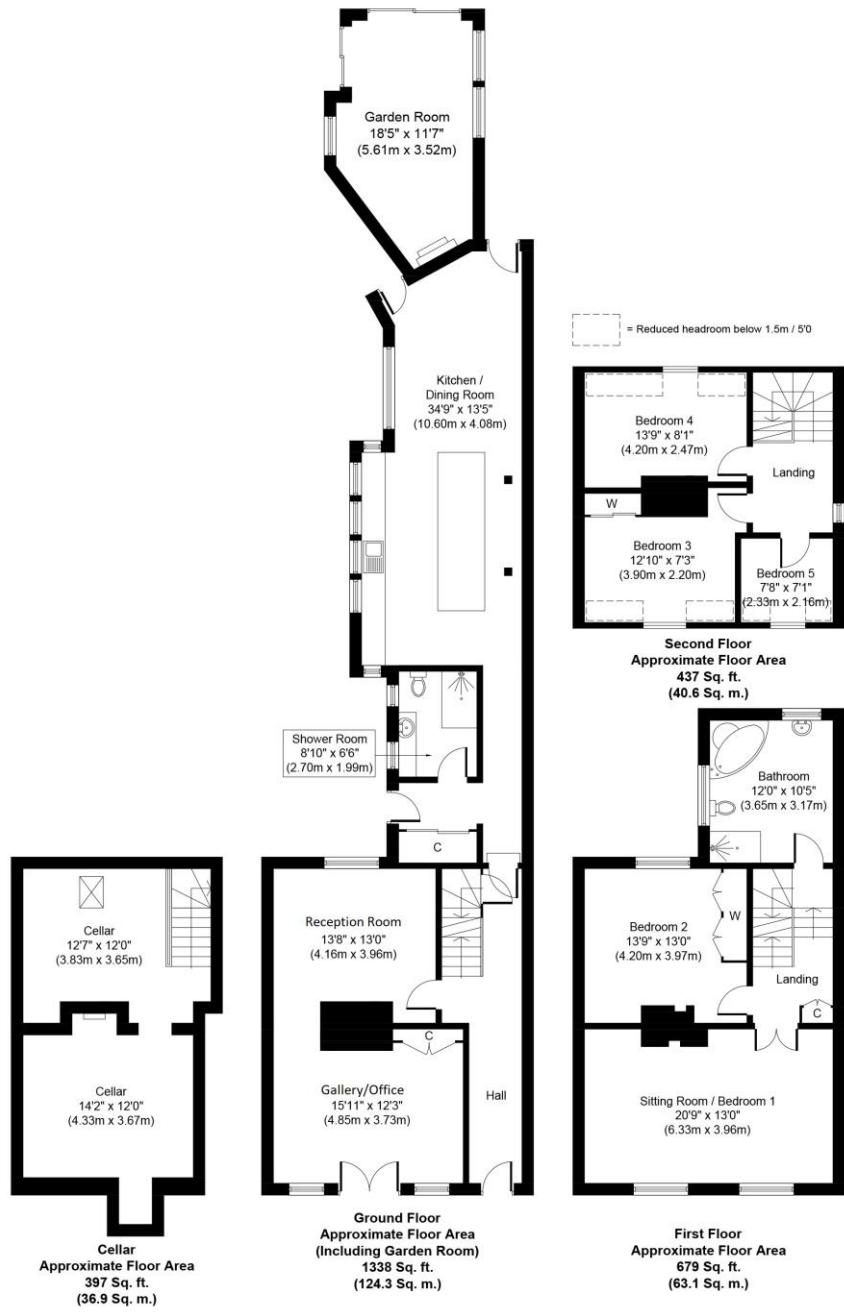 Garden Room
18'5" x 11'7"
(5.61m x 3.52m)
Kitchen /
Dining Room
34'9" x 13'5"
(10.60m x 4.08m)
Shower Room
8'10" x 6'6"
(2.70m x 1.99m)
C
Reception Room
13'8" x 13'0"
(4.16m x 3.96m)
C
Gallery/Office
15'11" x 12'3"
(4.85m x 3.73m)
Hall
Ground Floor
Approximate Floor Area
(Including Garden Room)
1338 Sq. ft.
(124.3 Sq. m.)
Cellar
12'7" x 12'0"
(3.83m x 3.65m)
Cellar
14'2" x 12'0"
(4.33m x 3.67m)
Cellar
Approximate Floor Area
397 Sq. ft.
(36.9 Sq. m.)
= Reduced headroom below 1.5m / 5'0
Bedroom 4
13'9" x 8'1"
(4.20m x 2.47m)
Landing
W
Bedroom 3
12'10" x 7'3"
(3.90m x 2.20m)
Bedroom 5
7'8" x 7'1"
(2.33m x 2.16m)
Second Floor
Approximate Floor Area
437 Sq. ft.
(40.6 Sq. m.)
Bathroom
12'0" x 10'5"
(3.65m x 3.17m)
Bedroom 2
13'9" x 13'0"
(4.20m x 3.97m)
W
Landing
C
Sitting Room / Bedroom 1
20'9" x 13'0"
(6.33m x 3.96m)
First Floor
Approximate Floor Area
679 Sq. ft.
(63.1 Sq. m.)